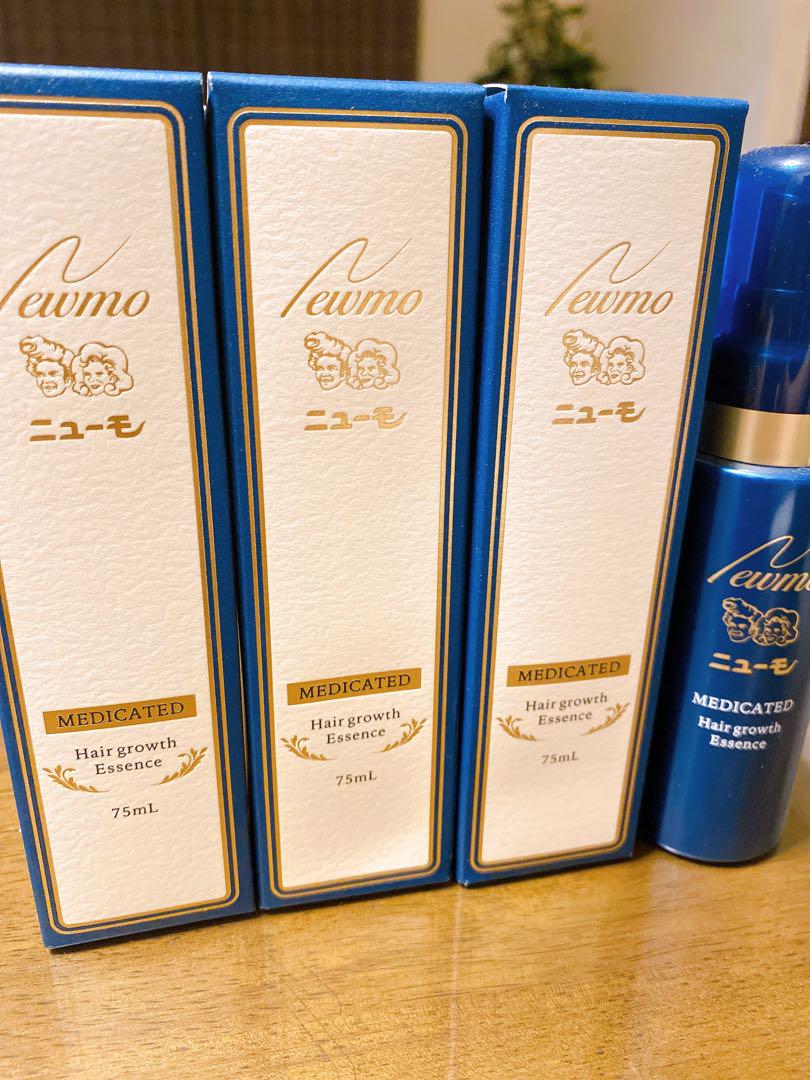 Newmo
ニューモ
MEDICATED
Hair growth
Essence
75mL
Newmo
ニューモ
MEDICATED
Hair growth
Essence
75mL
Newmo
ニューモ
MEDICATED
Hair growth
Essence
75mL
Newmo
ニューモ
MEDICATED
Hair growth
Essence